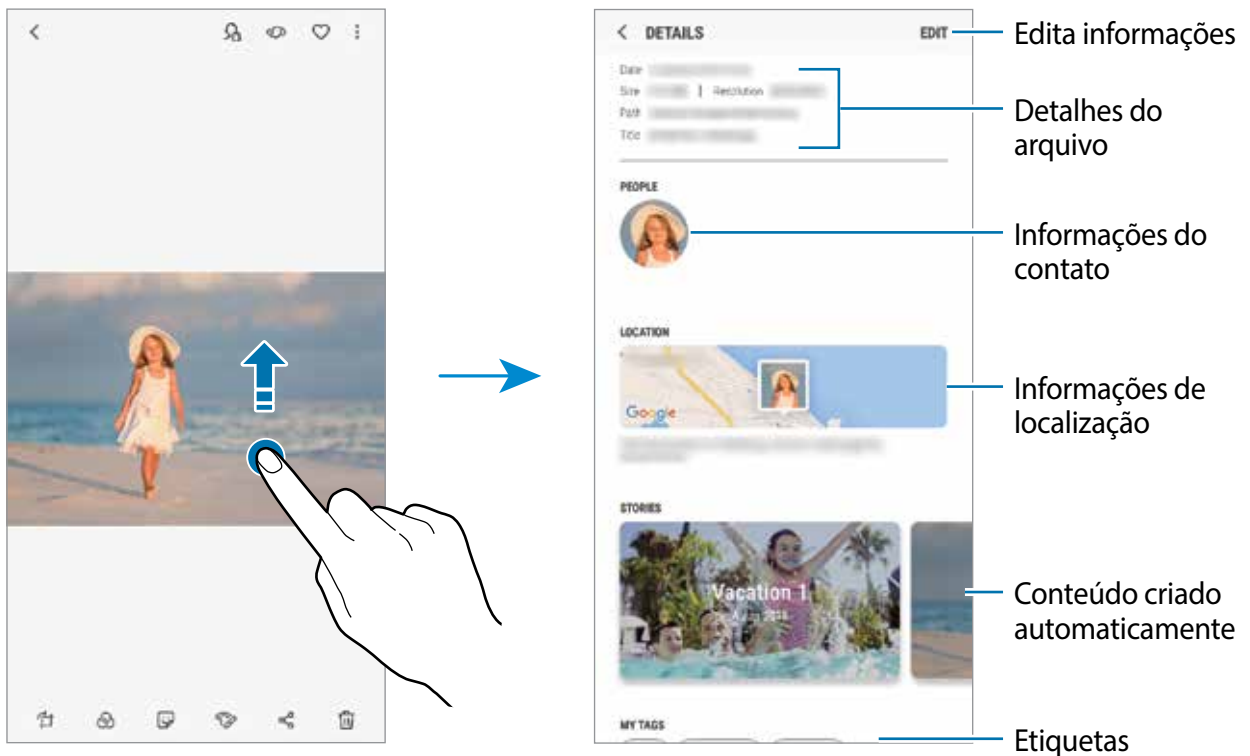 DETAILS
EDIT
Edita informações
Date
Size | Resolution
Path
Title
Detalhes do
arquivo
PEOPLE
Informações do
contato
LOCATION
Google
Informações de
localização
STORIES
Vacation 1
Conteúdo criado
automaticamente
MY TAGS
Etiquetas